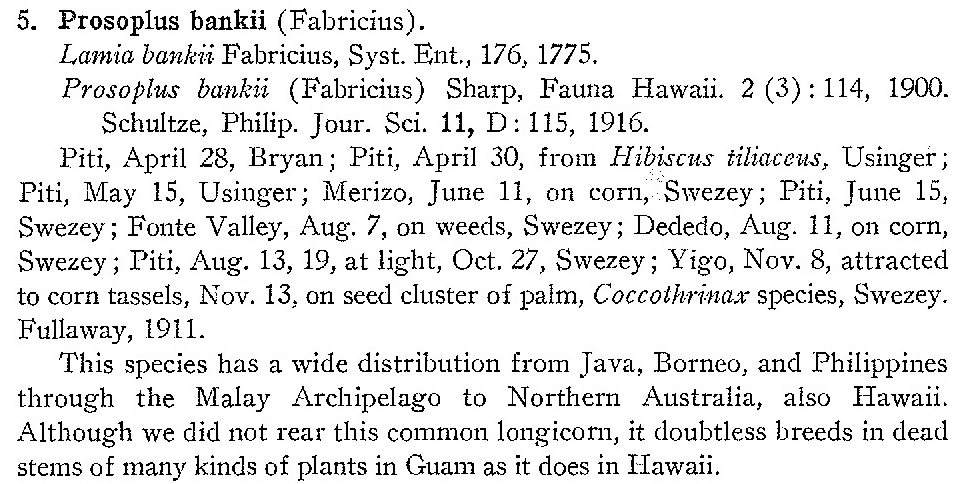 5. Prosoplus bankii (Fabricius).
Lamia bankii Fabricius, Syst. Ent., 176, 1775.
Prosoplus bankii (Fabricius) Sharp, Fauna Hawaii. 2 (3): 114, 1900.
Schultze, Philip. Jour. Sci. 11, D: 115, 1916.
Piti, April 28, Bryan; Piti, April 30, from Hibiscus tiliaceus, Usinger;
Piti, May 15, Usinger; Merizo, June 11, on corn, Swezey; Piti, June 15,
Swezey; Fonte Valley, Aug. 7, on weeds, Swezey; Dededo, Aug. 11, on corn,
Swezey; Piti, Aug. 13, 19, at light, Oct. 27, Swezey; Yigo, Nov. 8, attracted
to corn tassels, Nov. 13, on seed cluster of palm, Coccothrinax species, Swezey.
Fullaway, 1911.
This species has a wide distribution from Java, Borneo, and Philippines
through the Malay Archipelago to Northern Australia, also Hawaii.
Although we did not rear this common longicorn, it doubtless breeds in dead
stems of many kinds of plants in Guam as it does in Hawaii.